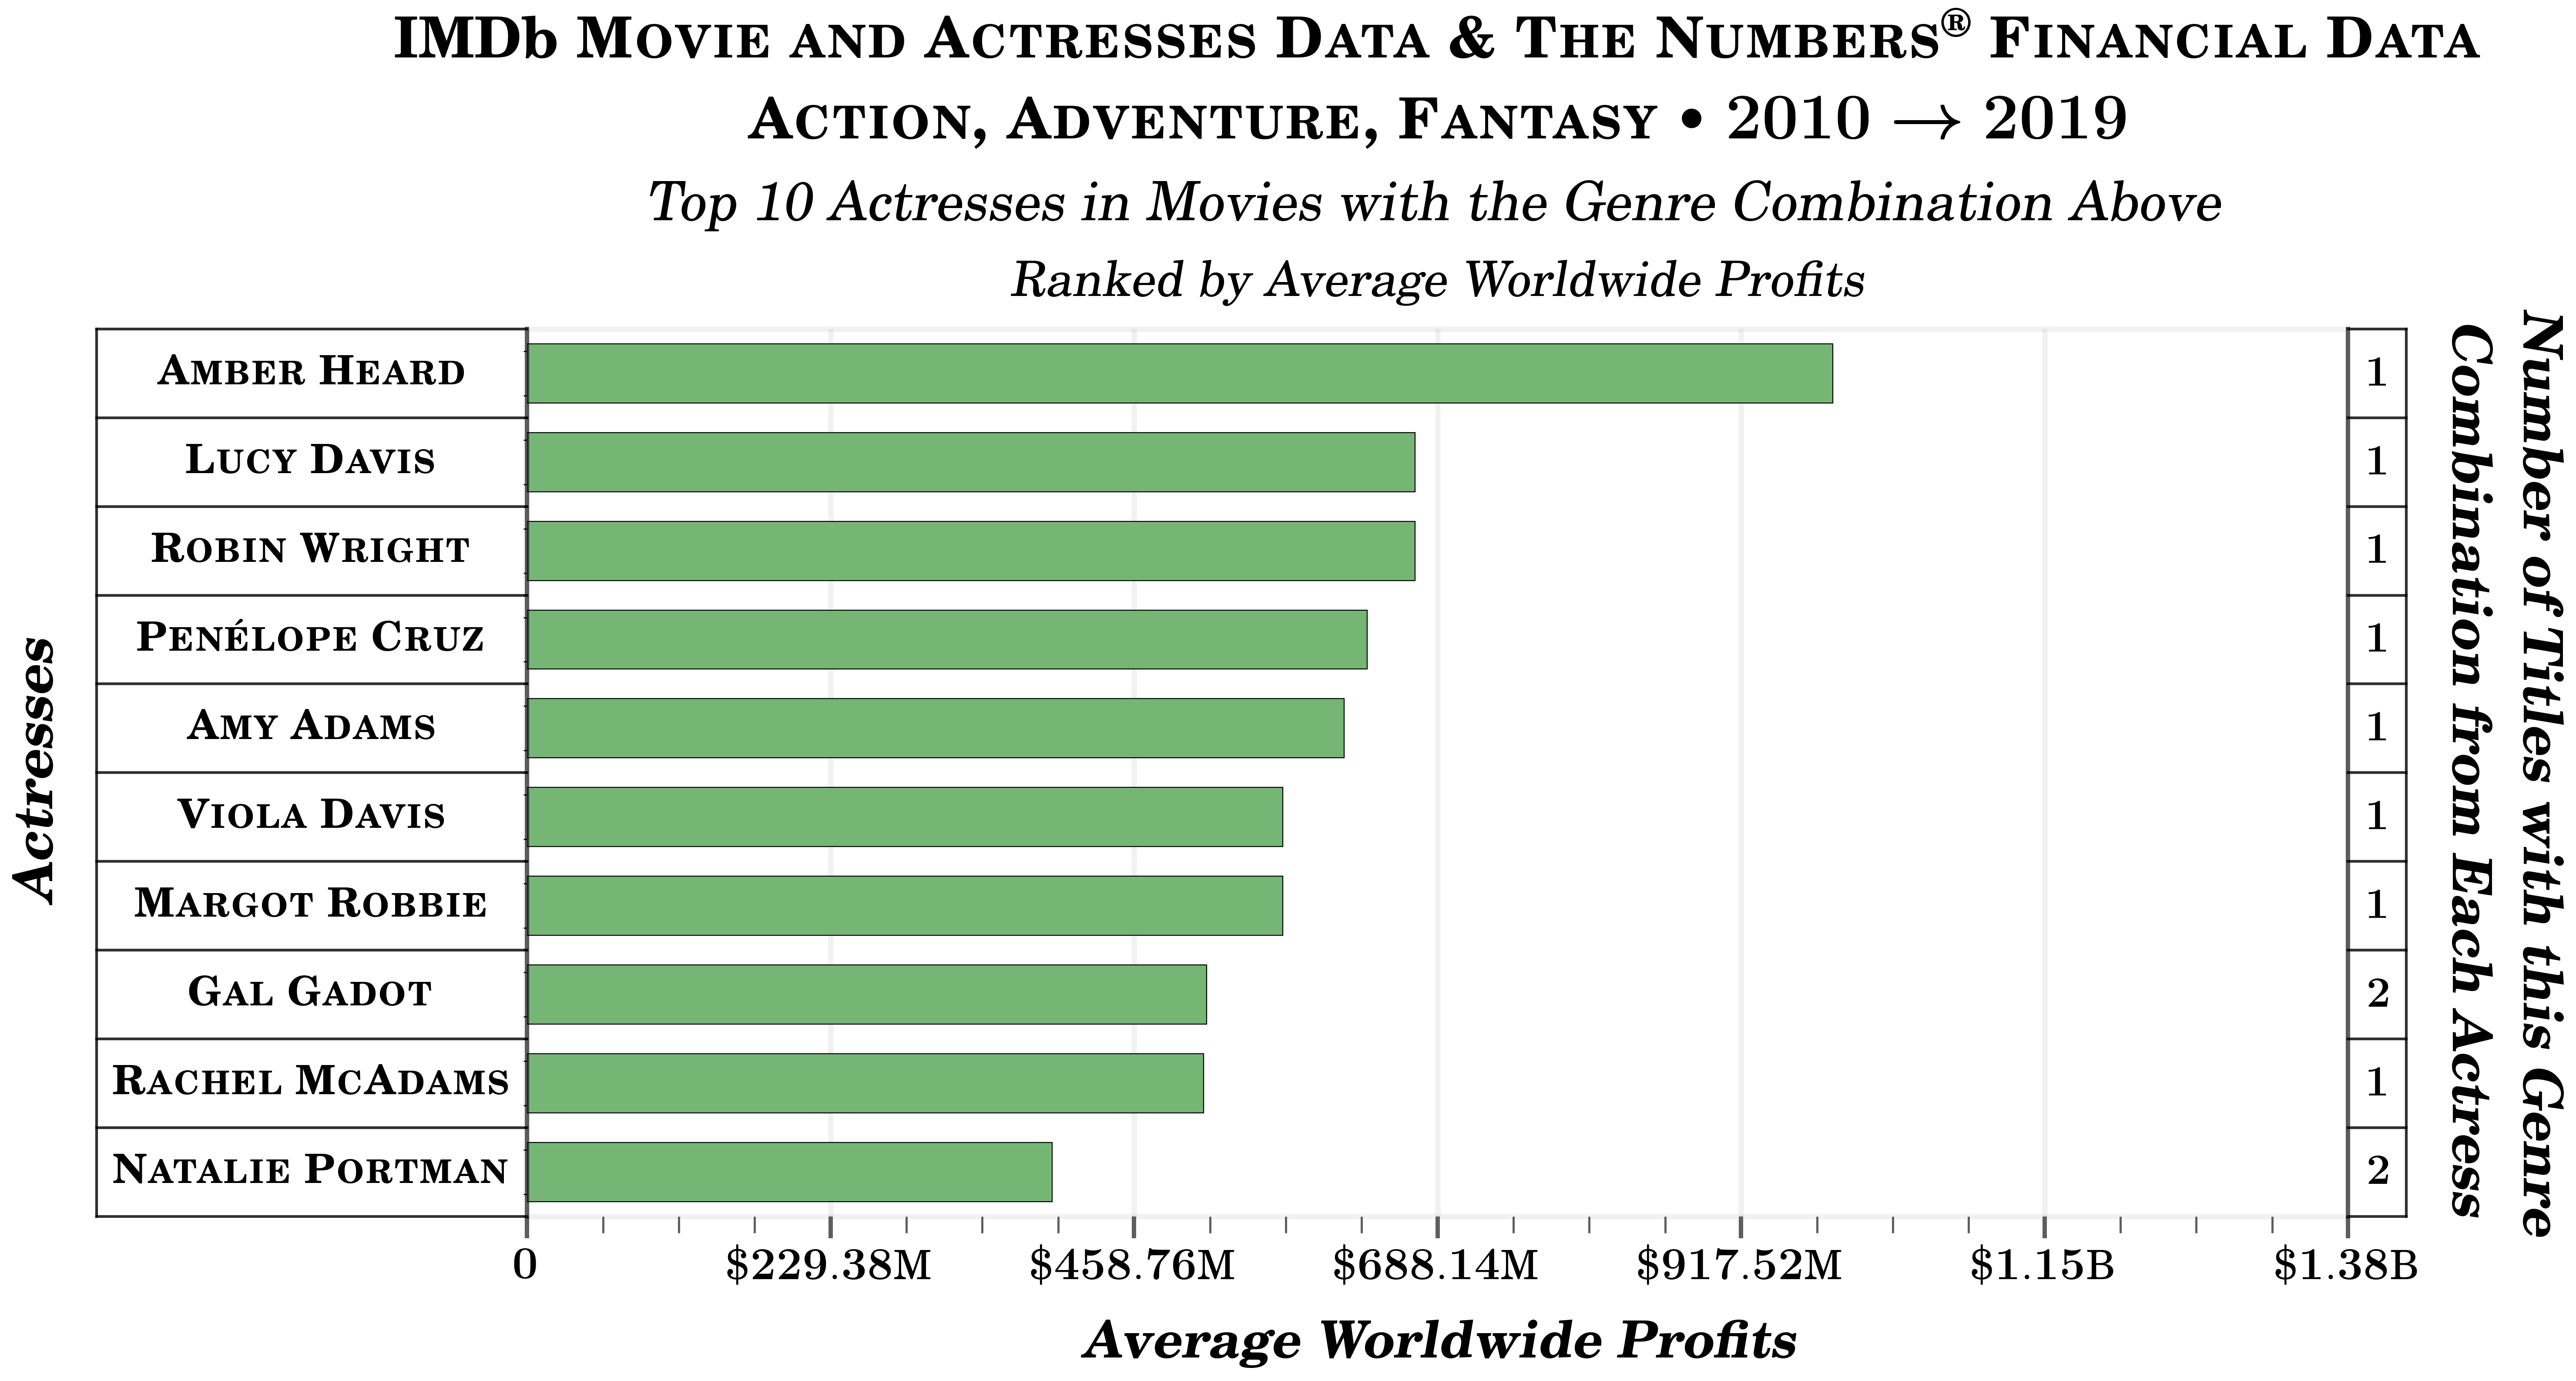 IMDb Movie and Actresses Data & The Numbers® Financial Data
Action, Adventure, Fantasy • 2010 → 2019
Top 10 Actresses in Movies with the Genre Combination Above
Ranked by Average Worldwide Profits
Actresses
Amber Heard 1
Lucy Davis 1
Robin Wright 1
Penélope Cruz 1
Amy Adams 1
Viola Davis 1
Margot Robbie 1
Gal Gadot 2
Rachel McAdams 1
Natalie Portman 2
Number of Titles with this Genre
Combination from Each Actress
0 $229.38M $458.76M $688.14M $917.52M $1.15B $1.38B
Average Worldwide Profits